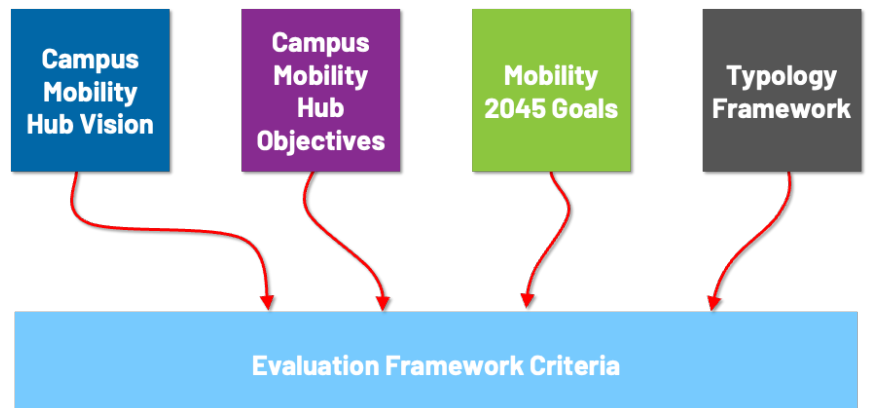 Campus
Mobility
Hub Vision
Campus
Mobility
Hub
Objectives
Mobility
2045 Goals
Typology
Framework
Evaluation Framework Criteria